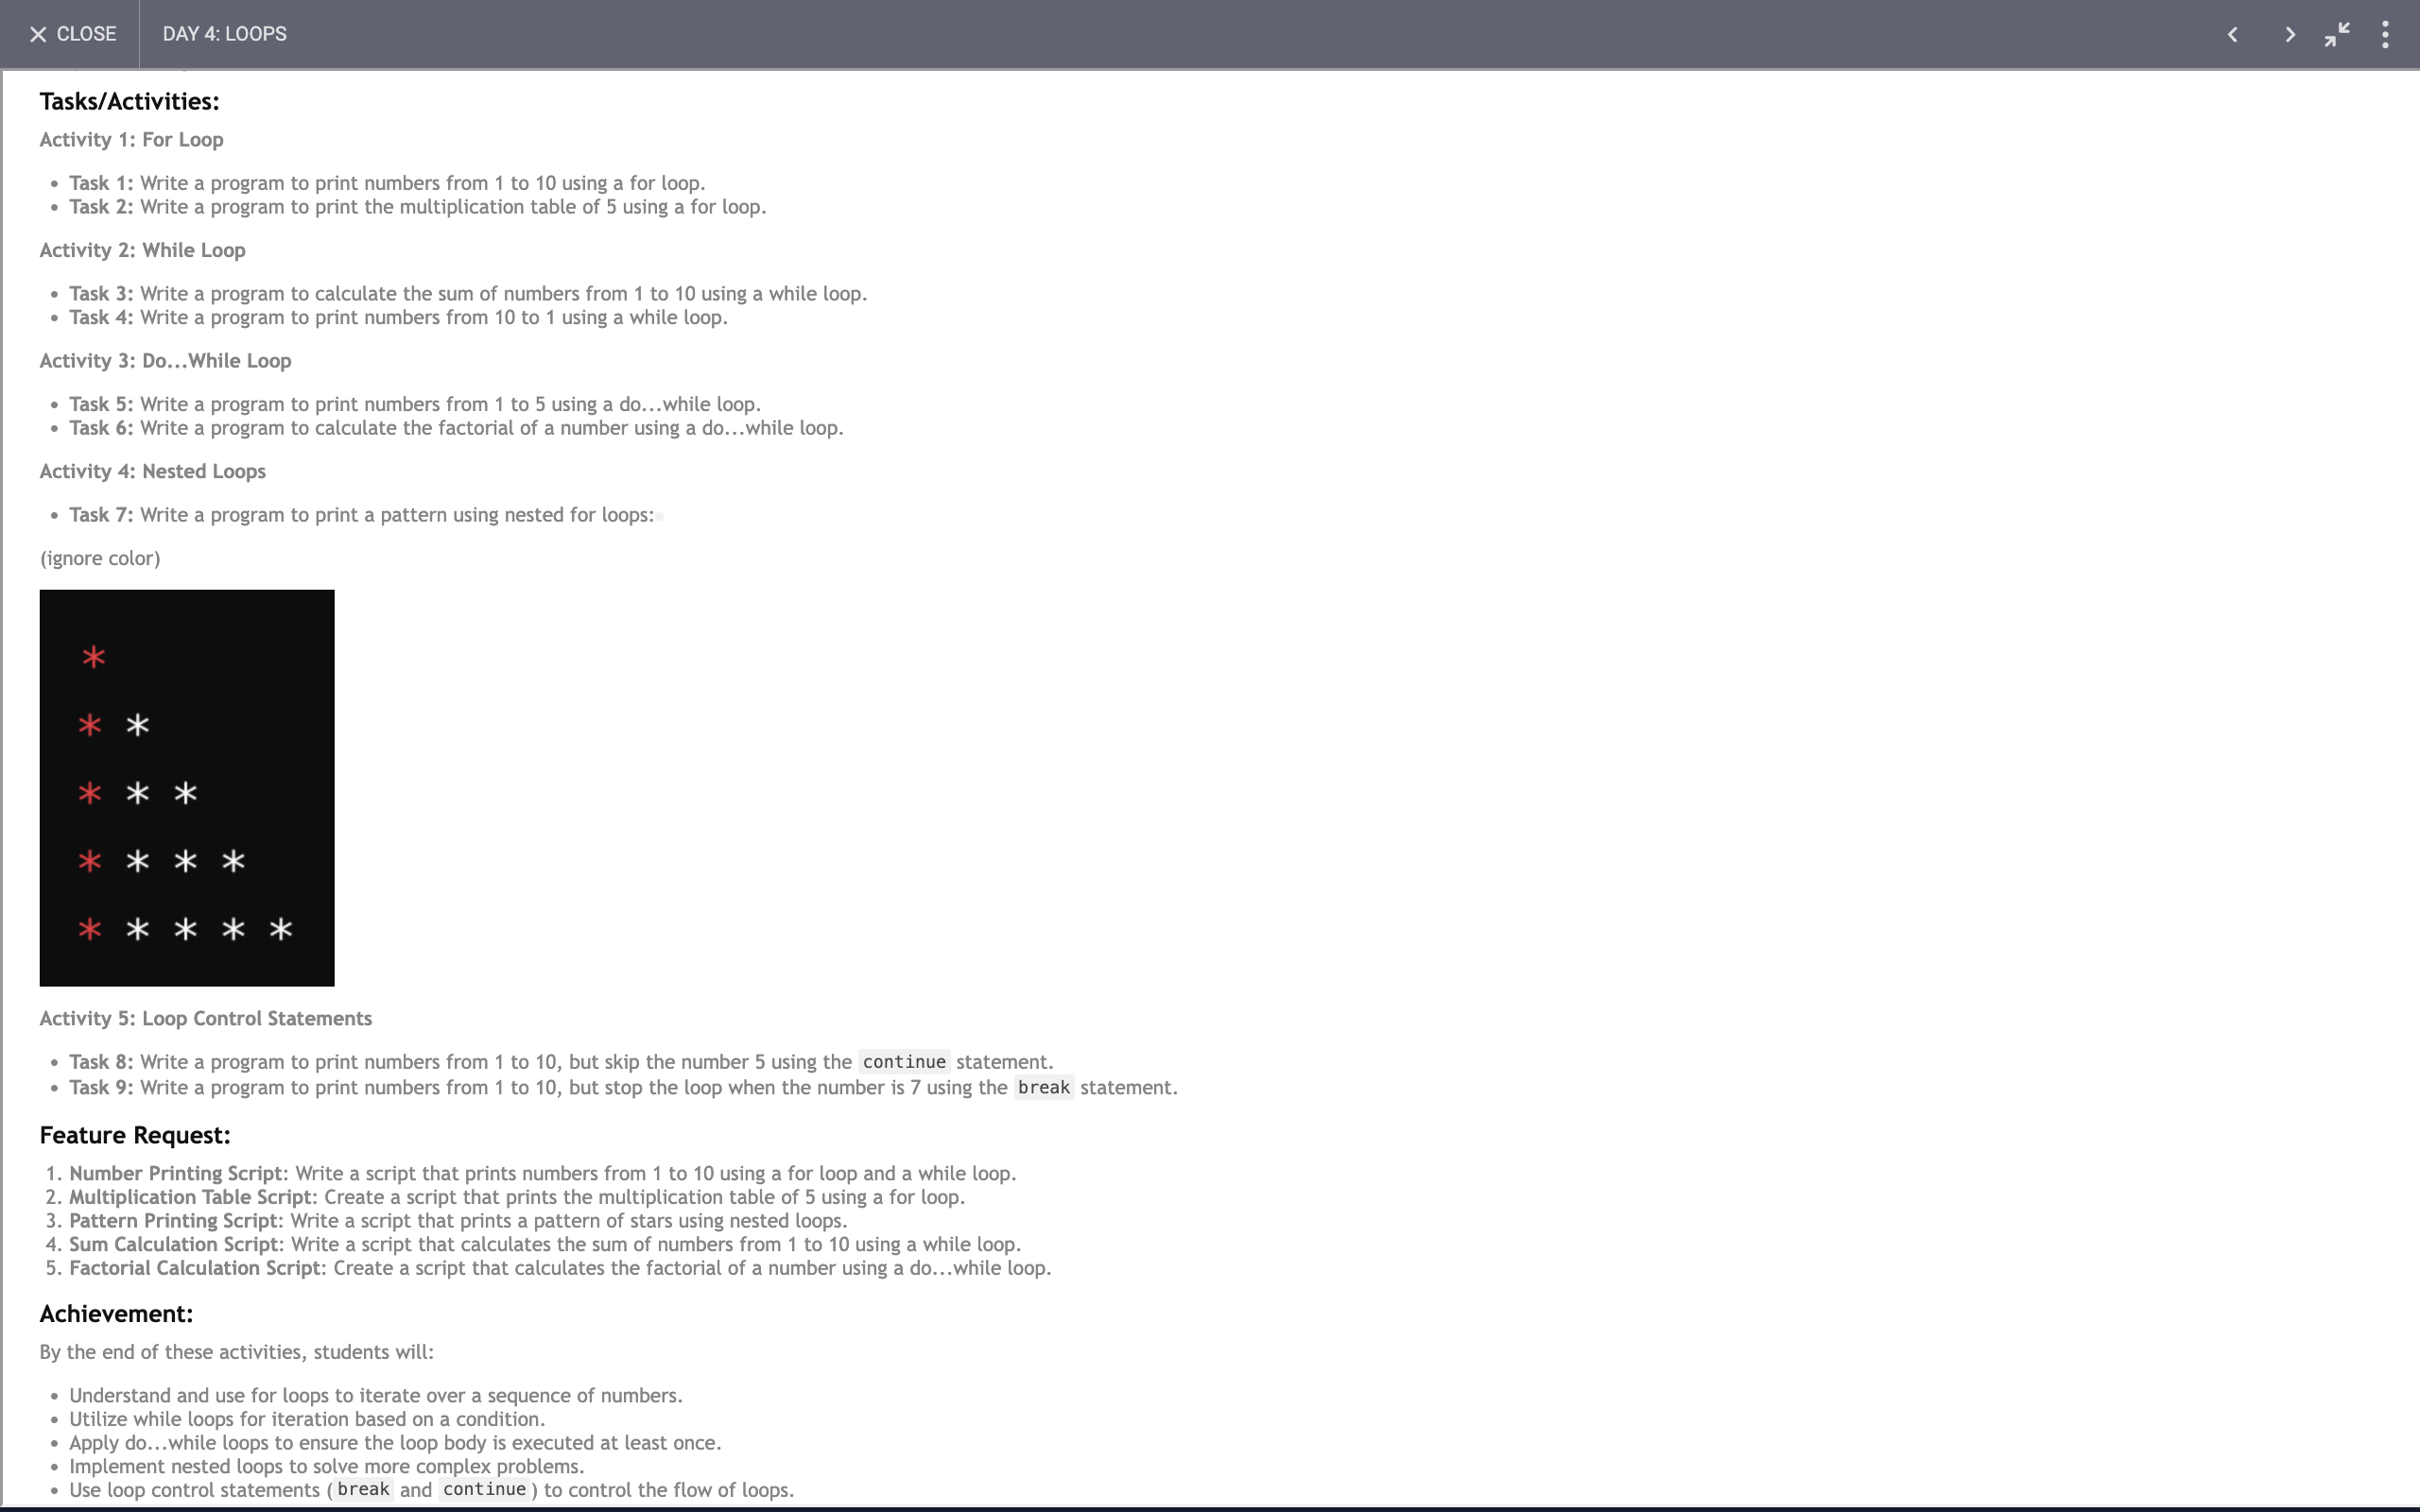 CLOSE
DAY 4: LOOPS
Tasks/Activities:
Activity 1: For Loop
• Task 1: Write a program to print numbers from 1 to 10 using a for loop.
• Task 2: Write a program to print the multiplication table of 5 using a for loop.
Activity 2: While Loop
• Task 3: Write a program to calculate the sum of numbers from 1 to 10 using a while loop.
• Task 4: Write a program to print numbers from 10 to 1 using a while loop.
Activity 3: Do...While Loop
• Task 5: Write a program to print numbers from 1 to 5 using a do...while loop.
• Task 6: Write a program to calculate the factorial of a number using a do...while loop.
Activity 4: Nested Loops
• Task 7: Write a program to print a pattern using nested for loops:
(ignore color)
*
* *
* * *
* * * *
* * * * *
Activity 5: Loop Control Statements
• Task 8: Write a program to print numbers from 1 to 10, but skip the number 5 using the continue statement.
• Task 9: Write a program to print numbers from 1 to 10, but stop the loop when the number is 7 using the break statement.
Feature Request:
1. Number Printing Script: Write a script that prints numbers from 1 to 10 using a for loop and a while loop.
2. Multiplication Table Script: Create a script that prints the multiplication table of 5 using a for loop.
3. Pattern Printing Script: Write a script that prints a pattern of stars using nested loops.
4. Sum Calculation Script: Write a script that calculates the sum of numbers from 1 to 10 using a while loop.
5. Factorial Calculation Script: Create a script that calculates the factorial of a number using a do...while loop.
Achievement:
By the end of these activities, students will:
• Understand and use for loops to iterate over a sequence of numbers.
• Utilize while loops for iteration based on a condition.
• Apply do...while loops to ensure the loop body is executed at least once.
• Implement nested loops to solve more complex problems.
• Use loop control statements (break and continue) to control the flow of loops.